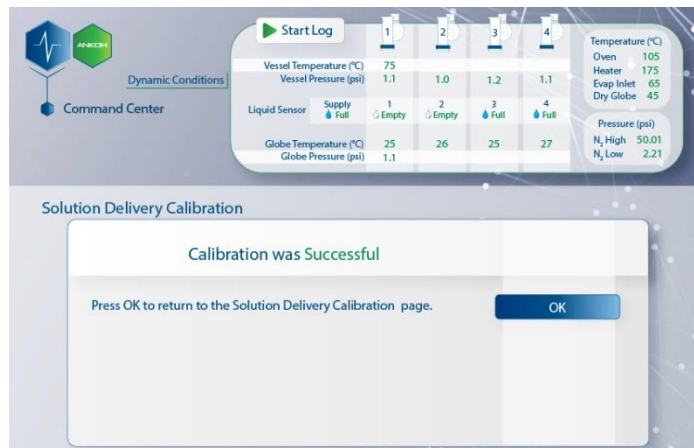 ANKOM
Dynamic Conditions
Command Center
Start Log 1 2 3 4
Vessel Temperature (°C) 75
Vessel Pressure (psi) 1.1 1.0 1.2 1.1
Liquid Sensor Supply Full 1 Empty 2 Empty 3 Full 4 Full
Globe Temperature (°C) 25 26 25 27
Globe Pressure (psi) 1.1
Temperature (°C)
Oven 105
Heater 175
Evap Inlet 65
Dry Globe 45
Pressure (psi)
N₂ High 50.01
N₂ Low 2.21
Solution Delivery Calibration
Calibration was Successful
Press OK to return to the Solution Delivery Calibration page.
OK